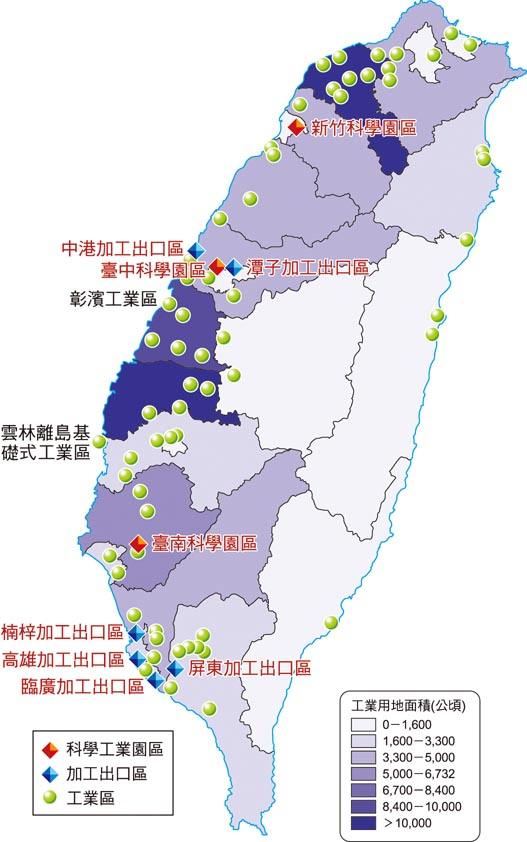 新竹科學園區
中港加工出口區
臺中科學園區
潭子加工出口區
彰濱工業區
雲林離島基
礎式工業區
臺南科學園區
楠梓加工出口區
高雄加工出口區
屏東加工出口區
臨廣加工出口區
科學工業園區
加工出口區
工業區
工業用地面積(公頃)
0－1,600
1,600－3,300
3,300－5,000
5,000－6,732
6,700－8,400
8,400－10,000
＞10,000